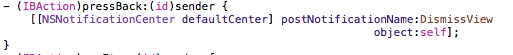 - (IBAction)pressBack:(id)sender {
[[NSNotificationCenter defaultCenter] postNotificationName:DismissView
object:self];
}